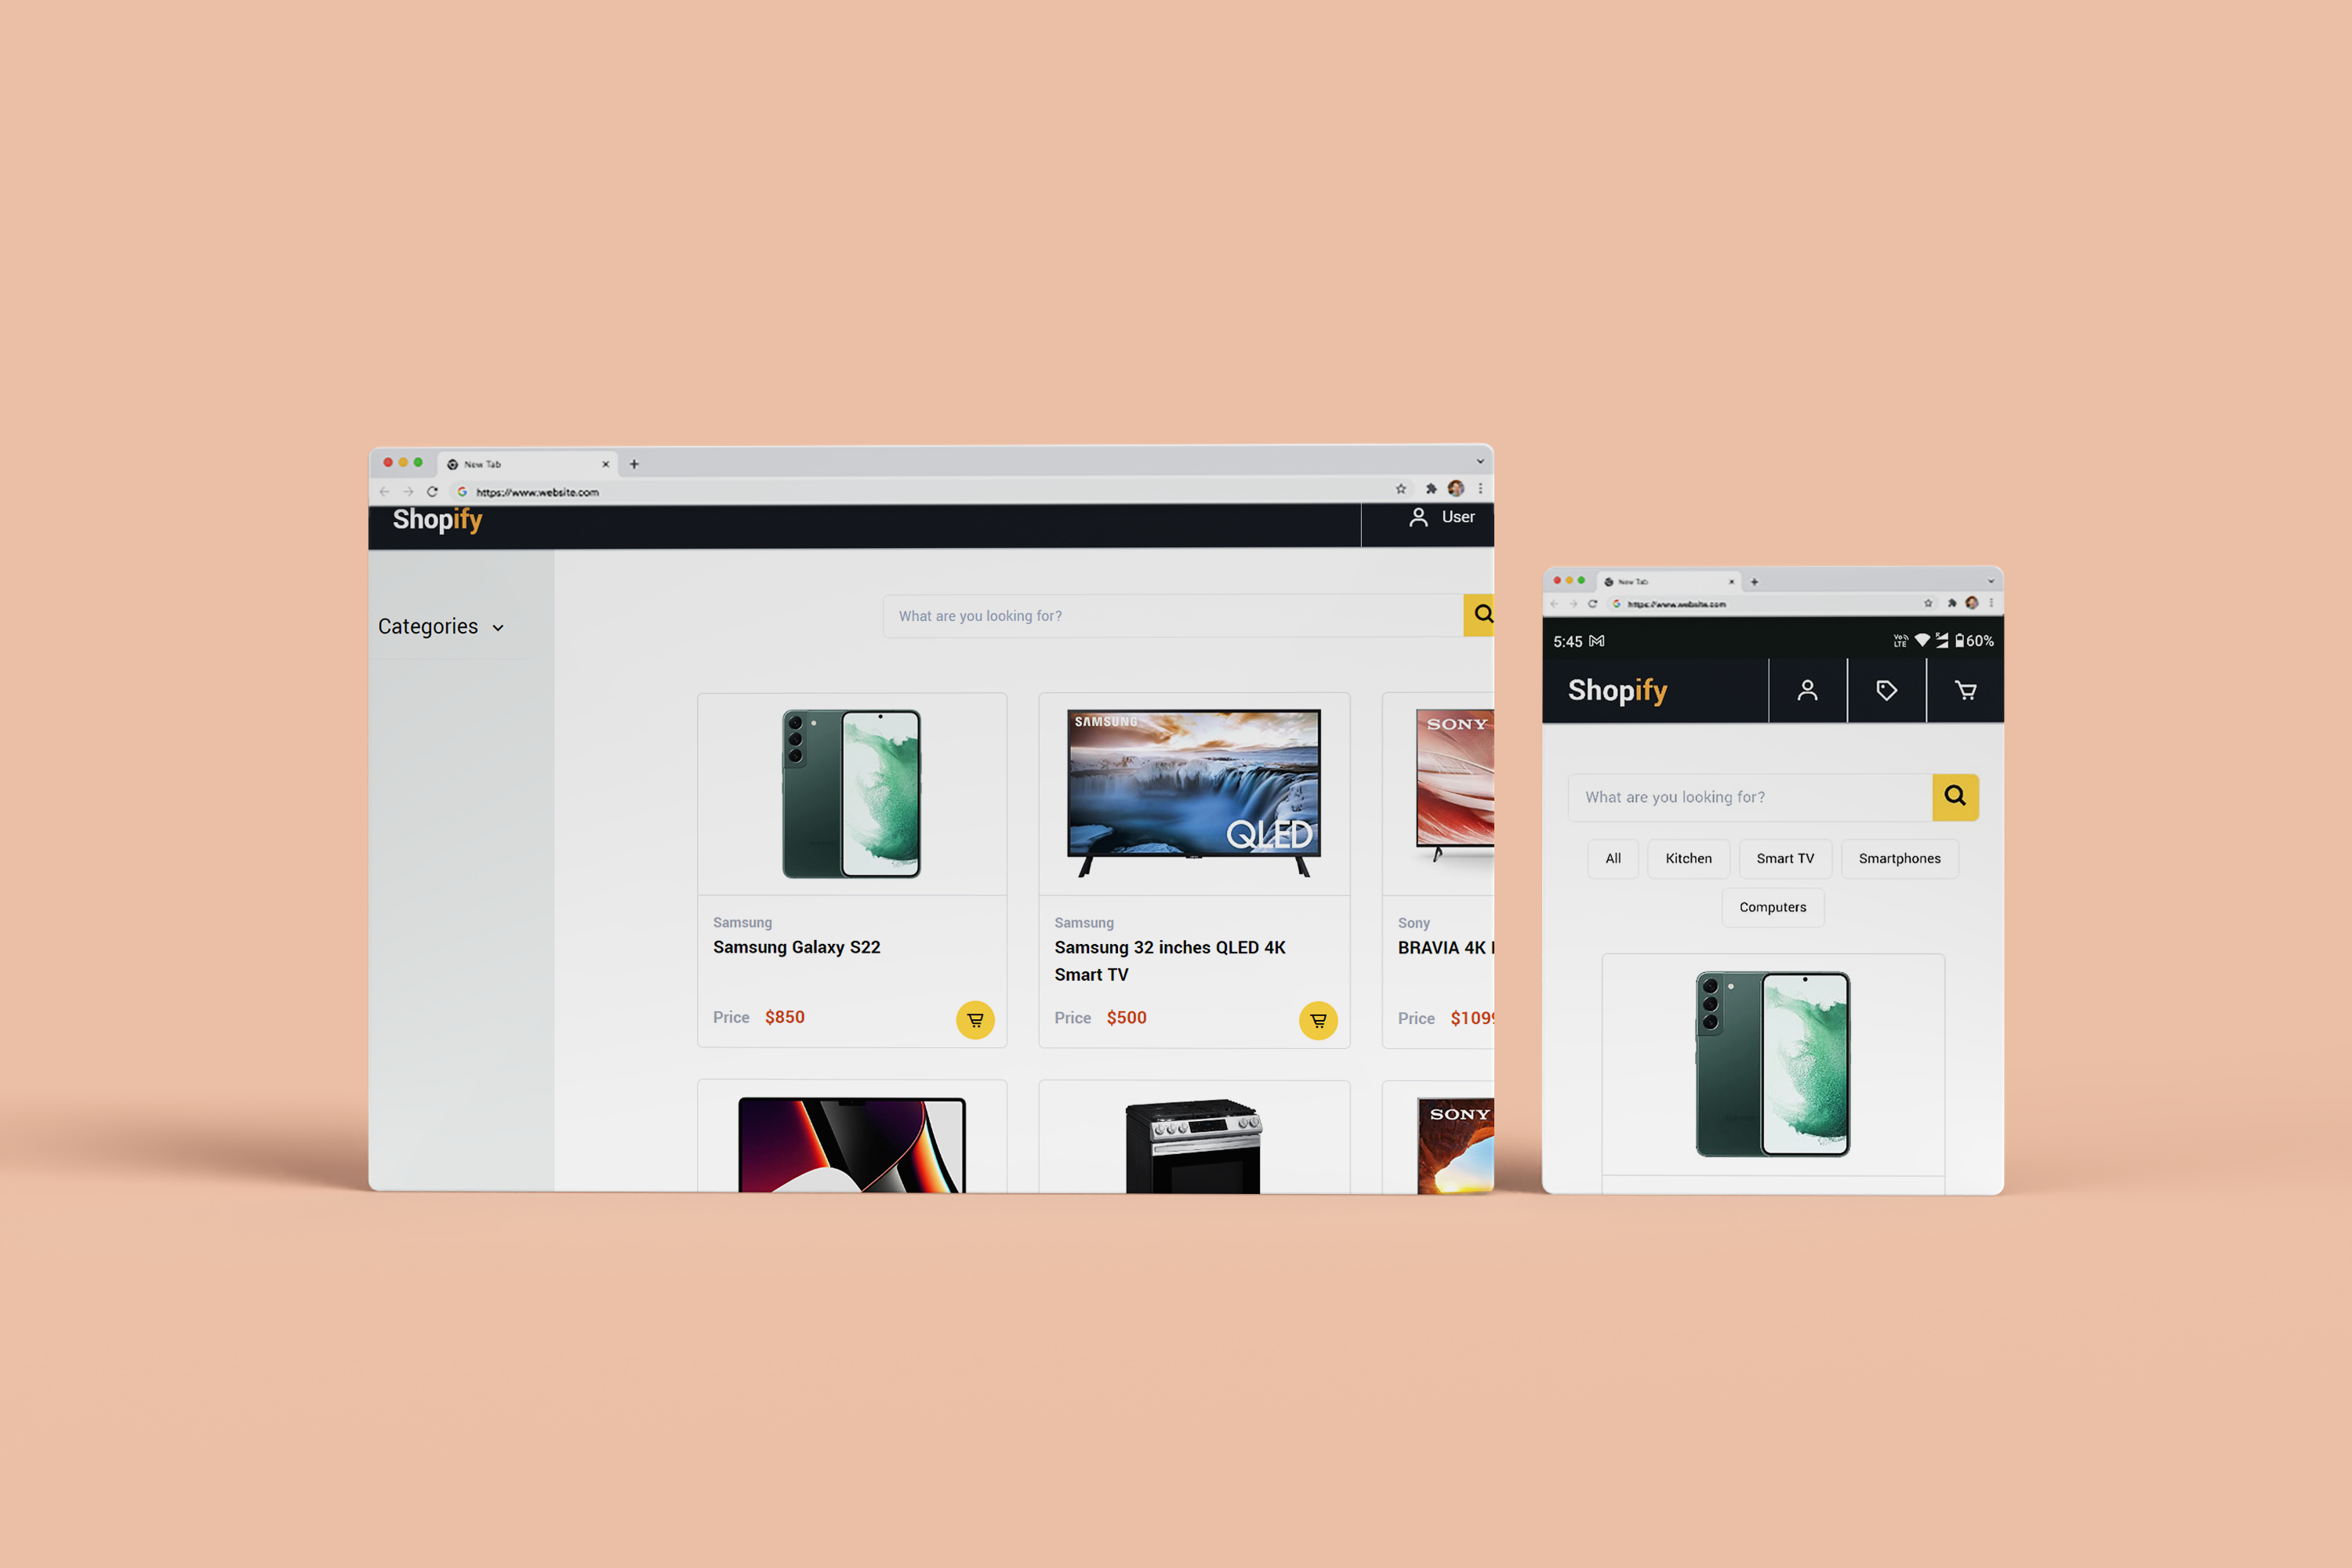 New Tab
https://www.website.com
Shopify
User
Categories
What are you looking for?
SAMSUNG
QLED
SONY
Samsung
Samsung Galaxy S22
Price $850
Samsung
Samsung 32 inches QLED 4K
Smart TV
Price $500
Sony
BRAVIA 4K
Price $1099
SONY
New Tab
https://www.website.com
5:45
Vo LTE
60%
Shopify
What are you looking for?
All
Kitchen
Smart TV
Smartphones
Computers